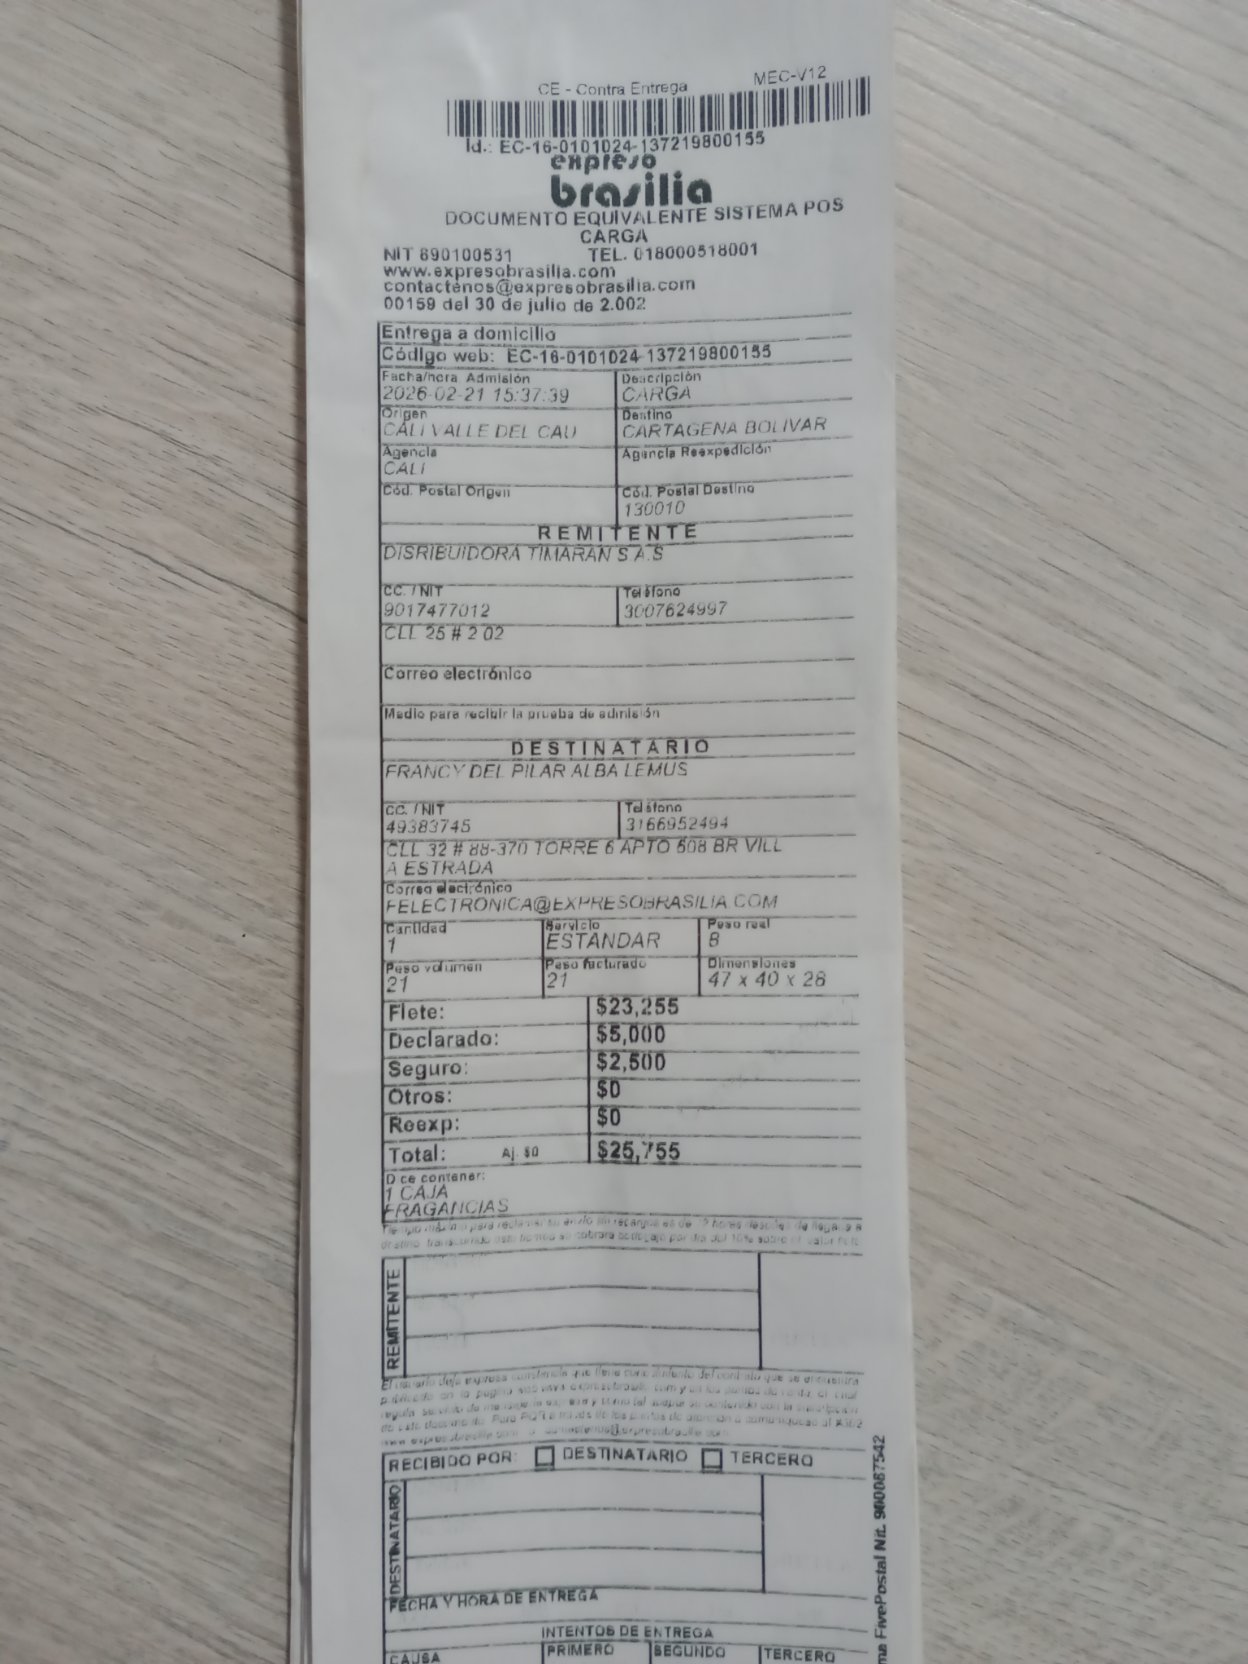 CE - Contra Entrega MEC-V12
Id.: EC-16-0101024-137219800155
expreso
brasilia
DOCUMENTO EQUIVALENTE SISTEMA POS
CARGA
NIT 890100531 TEL. 018000518001
www.expresobrasilia.com
contactenos@expresobrasilia.com
00159 del 30 de julio de 2.002
Entrega a domicilio
Código web: EC-16-0101024-137219800155
Fecha/hora Admisión Descripción
2026-02-21 15:37:39 CARGA
Origen Destino
CALI VALLE DEL CAU CARTAGENA BOLIVAR
Agencia Agencia Reexpedición
CALI
Cód. Postal Origen Cód. Postal Destino
130010
REMITENTE
DISRIBUIDORA TIMARAN S A S
CC. / NIT Teléfono
9017477012 3007624997
CLL 25 # 2 02
Correo electrónico
Medio para recibir la prueba de admisión
DESTINATARIO
FRANCY DEL PILAR ALBA LEMUS
CC. / NIT Teléfono
49383745 3166952494
CLL 32 # 88-370 TORRE 6 APTO 608 BR VILL
A ESTRADA
Correo electrónico
FELECTRONICA@EXPRESOBRASILIA.COM
Cantidad Servicio Peso real
1 ESTANDAR 8
Peso volumen Peso facturado Dimensiones
21 21 47 x 40 x 28
Flete: $23,255
Declarado: $5,000
Seguro: $2,500
Otros: $0
Reexp: $0
Total: Aj. $0 $25,755
Dice contener:
1 CAJA
FRAGANCIAS
REMITENTE
RECIBIDO POR: DESTINATARIO TERCERO
DESTINATARIO
FECHA Y HORA DE ENTREGA
INTENTOS DE ENTREGA
CAUSA PRIMERO SEGUNDO TERCERO
ma FivePostal Nit. 900087542